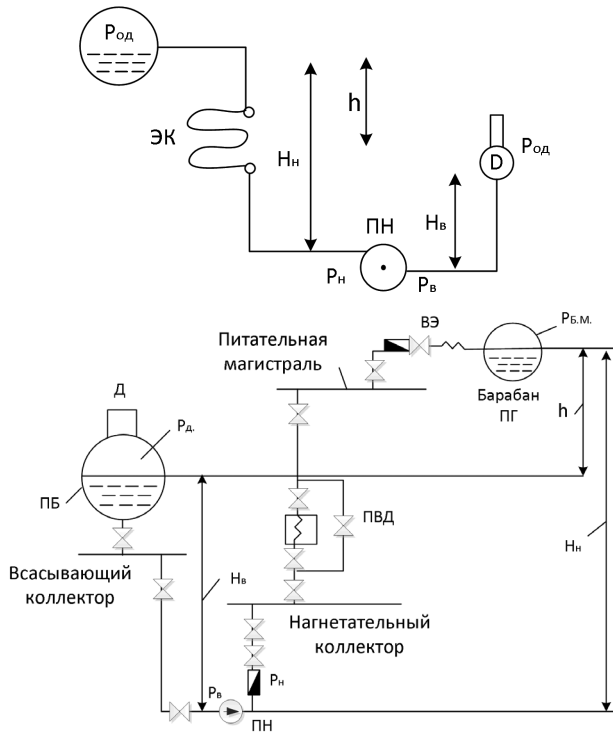 Pод
ЭК
Hн
h
D
Pод
Hв
ПН
Pн
Pв
ВЭ
PБ.М.
Питательная
магистраль
Барабан
ПГ
h
Д
Pд.
ПБ
ПВД
Всасывающий
коллектор
Hв
Hн
Нагнетательный
коллектор
Pв
Pн
ПН